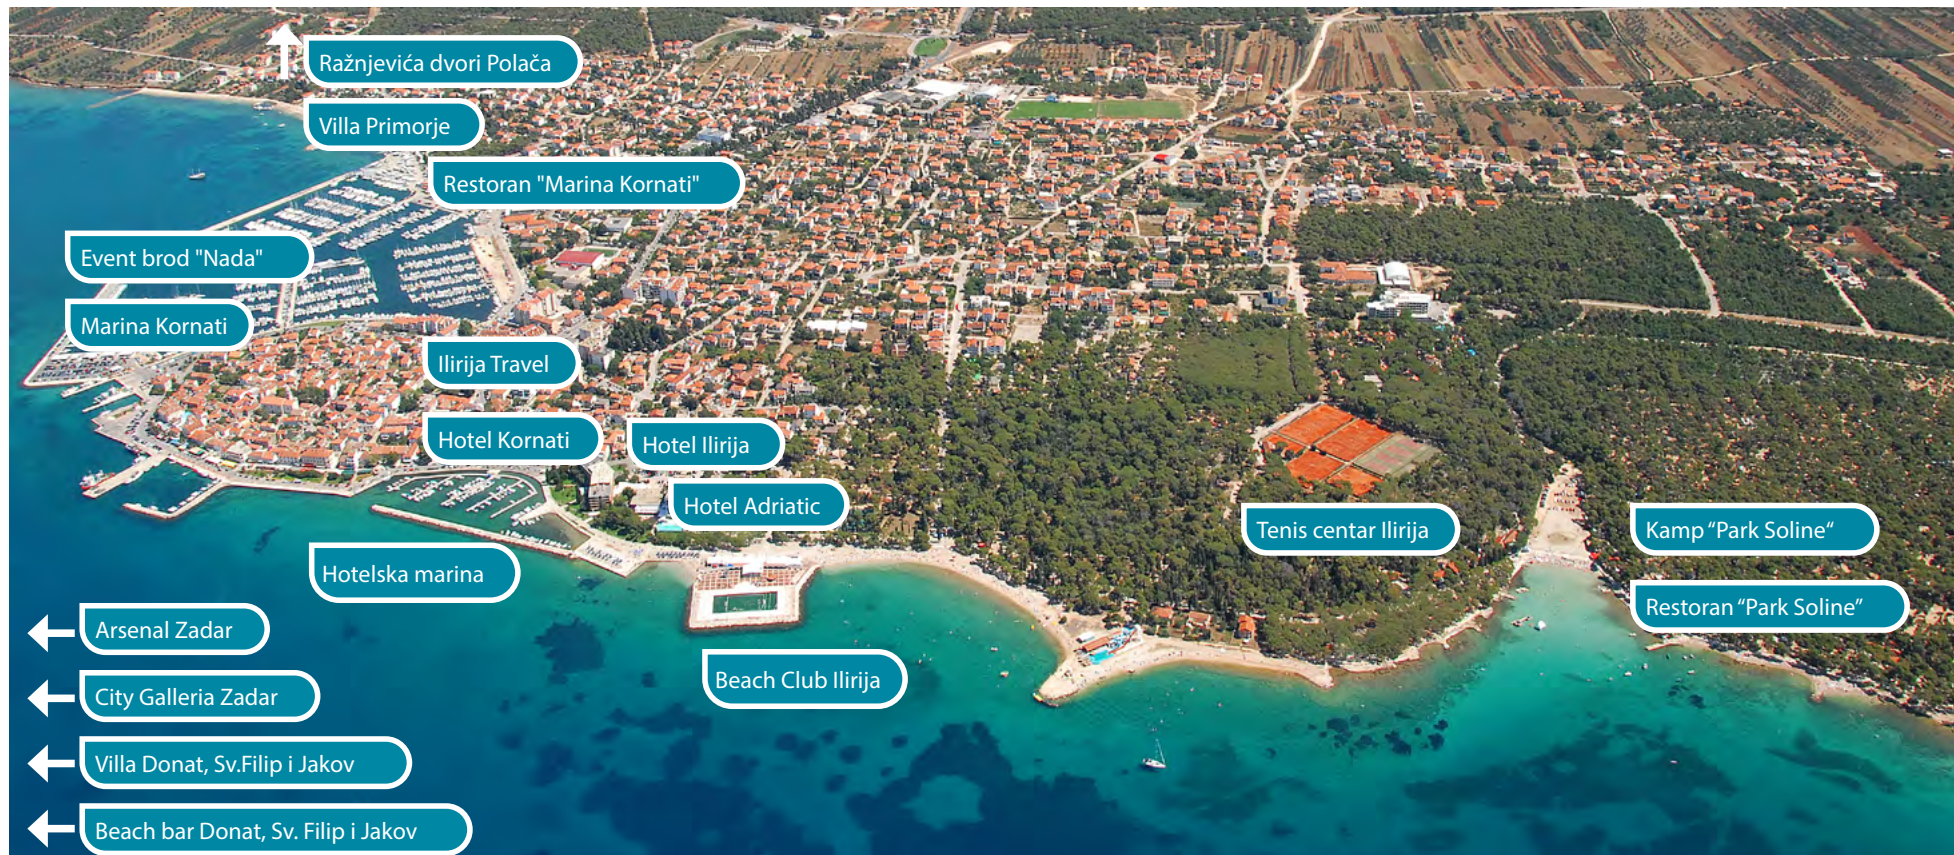 Ražnjevića dvori Polača
Villa Primorje
Restoran "Marina Kornati"
Event brod "Nada"
Marina Kornati
Ilirija Travel
Hotel Kornati
Hotel Ilirija
Hotel Adriatic
Tenis centar Ilirija
Kamp “Park Soline“
Hotelska marina
Restoran “Park Soline”
Arsenal Zadar
Beach Club Ilirija
City Galleria Zadar
Villa Donat, Sv.Filip i Jakov
Beach bar Donat, Sv. Filip i Jakov